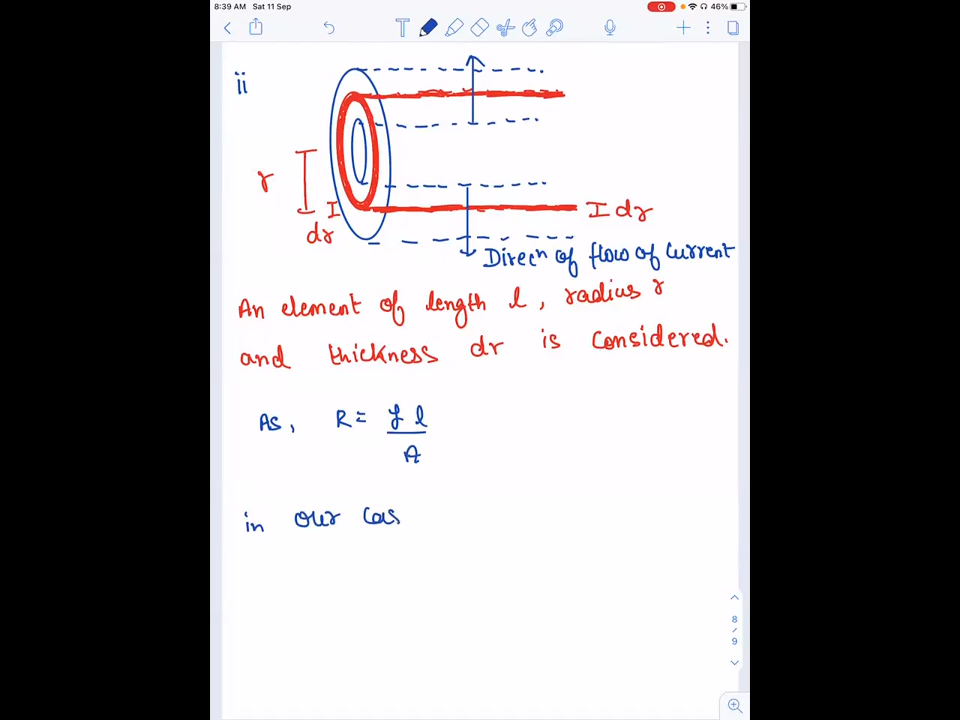 8:39 AM Sat 11 Sep
46%
T
ii
r
dr
I dr
Direcn of flow of current
An element of length l, radius r
and thickness dr is considered.
As, R = ρ l
A
in our cas
8
/
9